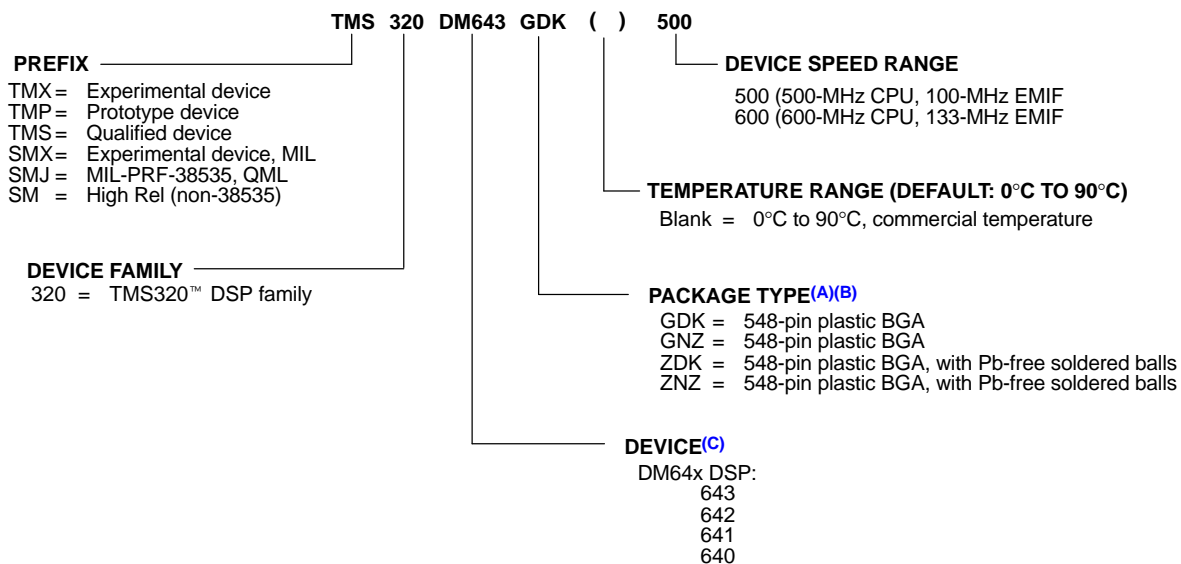 TMS 320 DM643 GDK ( ) 500
PREFIX
TMX = Experimental device
TMP = Prototype device
TMS = Qualified device
SMX = Experimental device, MIL
SMJ = MIL-PRF-38535, QML
SM = High Rel (non-38535)
DEVICE SPEED RANGE
500 (500-MHz CPU, 100-MHz EMIF
600 (600-MHz CPU, 133-MHz EMIF
TEMPERATURE RANGE (DEFAULT: 0°C TO 90°C)
Blank = 0°C to 90°C, commercial temperature
DEVICE FAMILY
320 = TMS320™ DSP family
PACKAGE TYPE(A)(B)
GDK = 548-pin plastic BGA
GNZ = 548-pin plastic BGA
ZDK = 548-pin plastic BGA, with Pb-free soldered balls
ZNZ = 548-pin plastic BGA, with Pb-free soldered balls
DEVICE(C)
DM64x DSP:
643
642
641
640